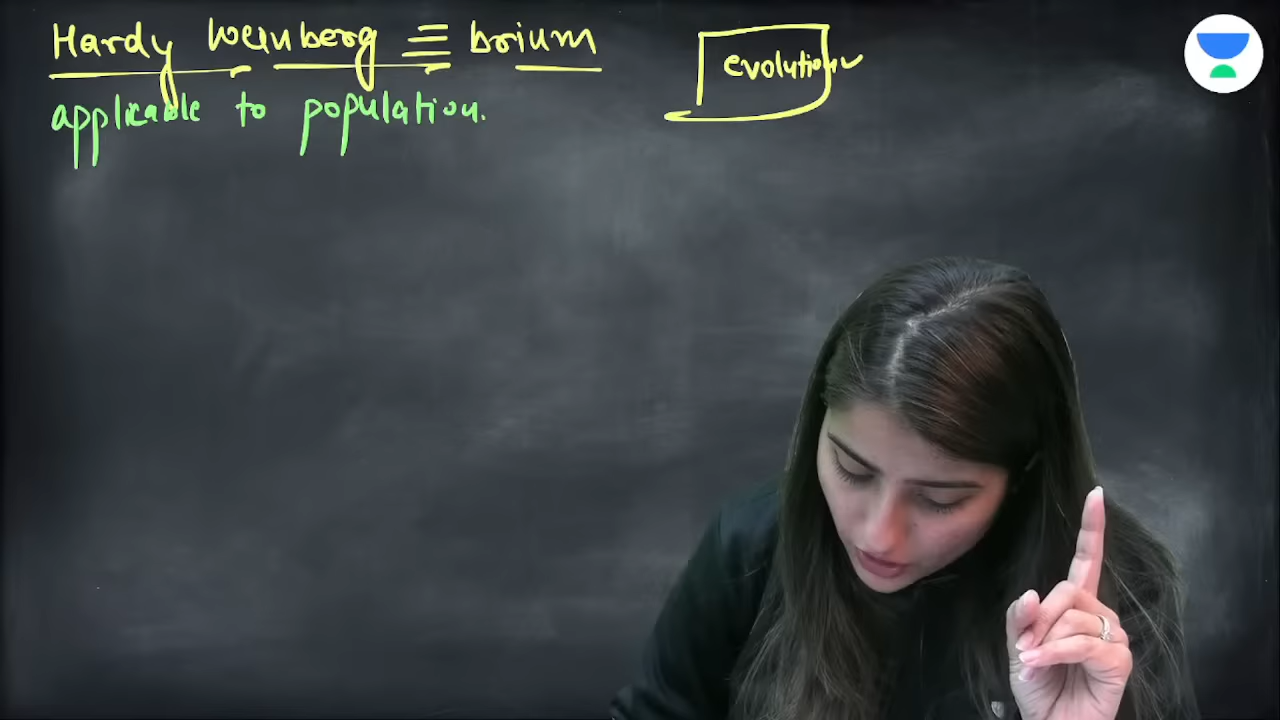 Hardy Weinberg ≡ brium
evolution
applicable to population.